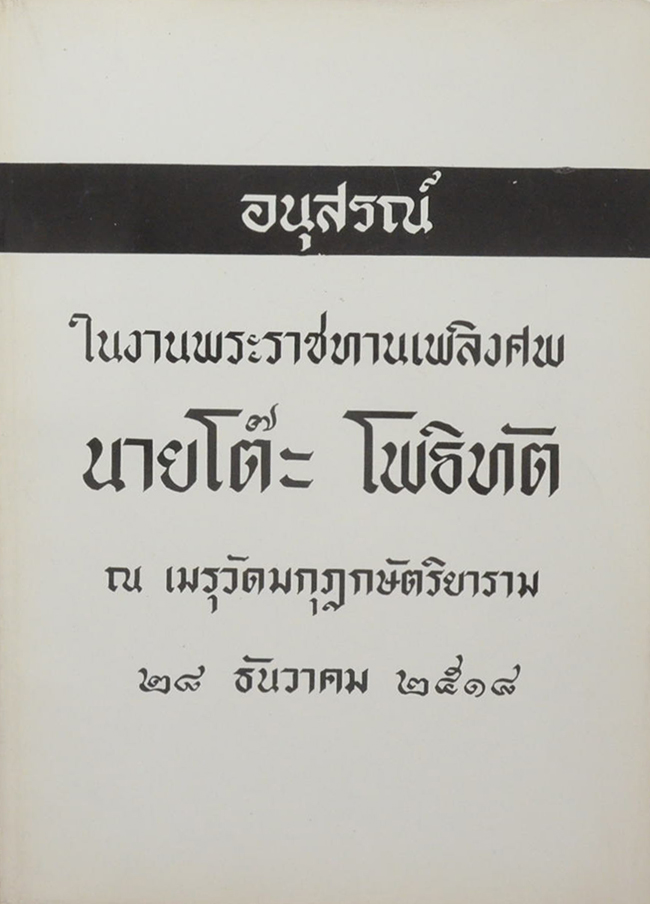 อนุสรณ์
ในงานพระราชทานเพลิงศพ
นายโต๊ะ โพธิทัติ
ณ เมรุวัดมกุฎกษัตริยาราม
๒๘ ธันวาคม ๒๕๑๘